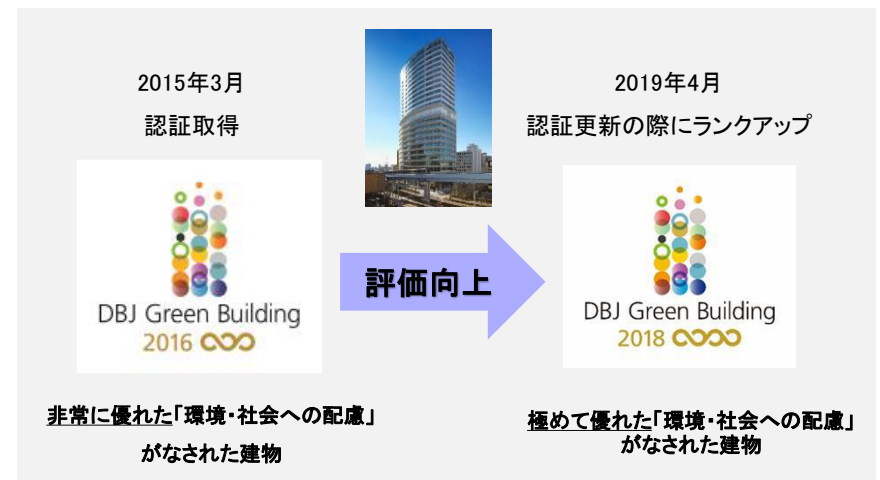 2015年3月
認証取得
DBJ Green Building
2016
非常に優れた「環境・社会への配慮」
がなされた建物
評価向上
2019年4月
認証更新の際にランクアップ
DBJ Green Building
2018
極めて優れた「環境・社会への配慮」
がなされた建物